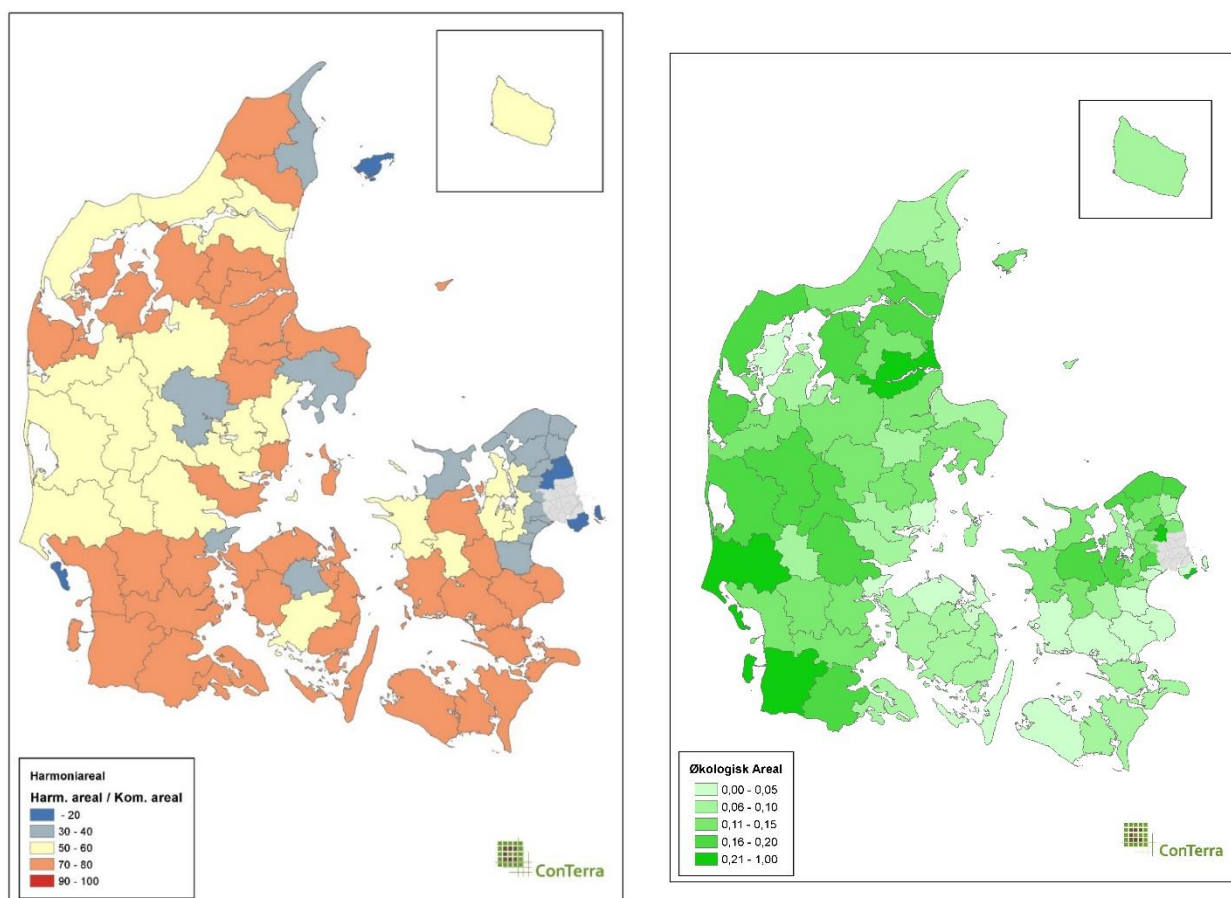 Harmoniareal
Harm. areal / Kom. areal
- 20
30 - 40
50 - 60
70 - 80
90 - 100
ConTerra
Økologisk Areal
0,00 - 0,05
0,06 - 0,10
0,11 - 0,15
0,16 - 0,20
0,21 - 1,00
ConTerra